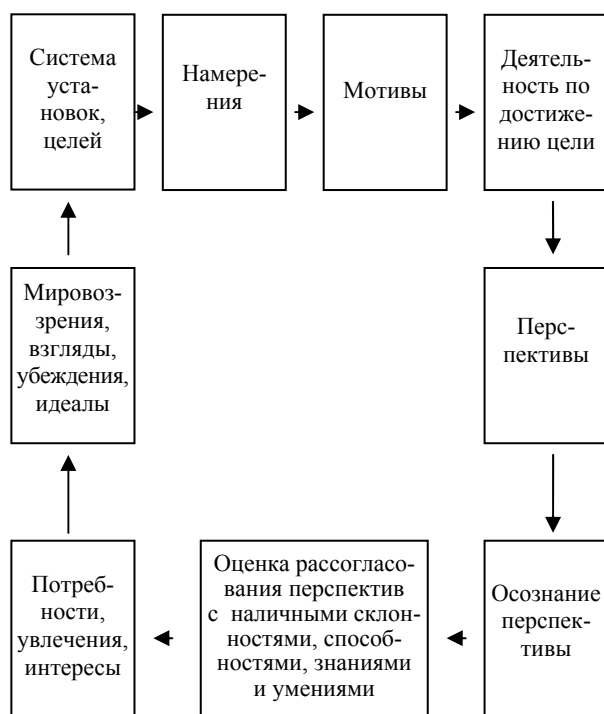 Система
уста-
новок,
целей
Намере-
ния
Мотивы
Деятель-
ность по
достиже-
нию цели
Мировоз-
зрения,
взгляды,
убеждения,
идеалы
Перс-
пективы
Потреб-
ности,
увлечения,
интересы
Оценка рассогласо-
вания перспектив
с наличными склон-
ностями, способ-
ностями, знаниями
и умениями
Осознание
перспек-
тивы